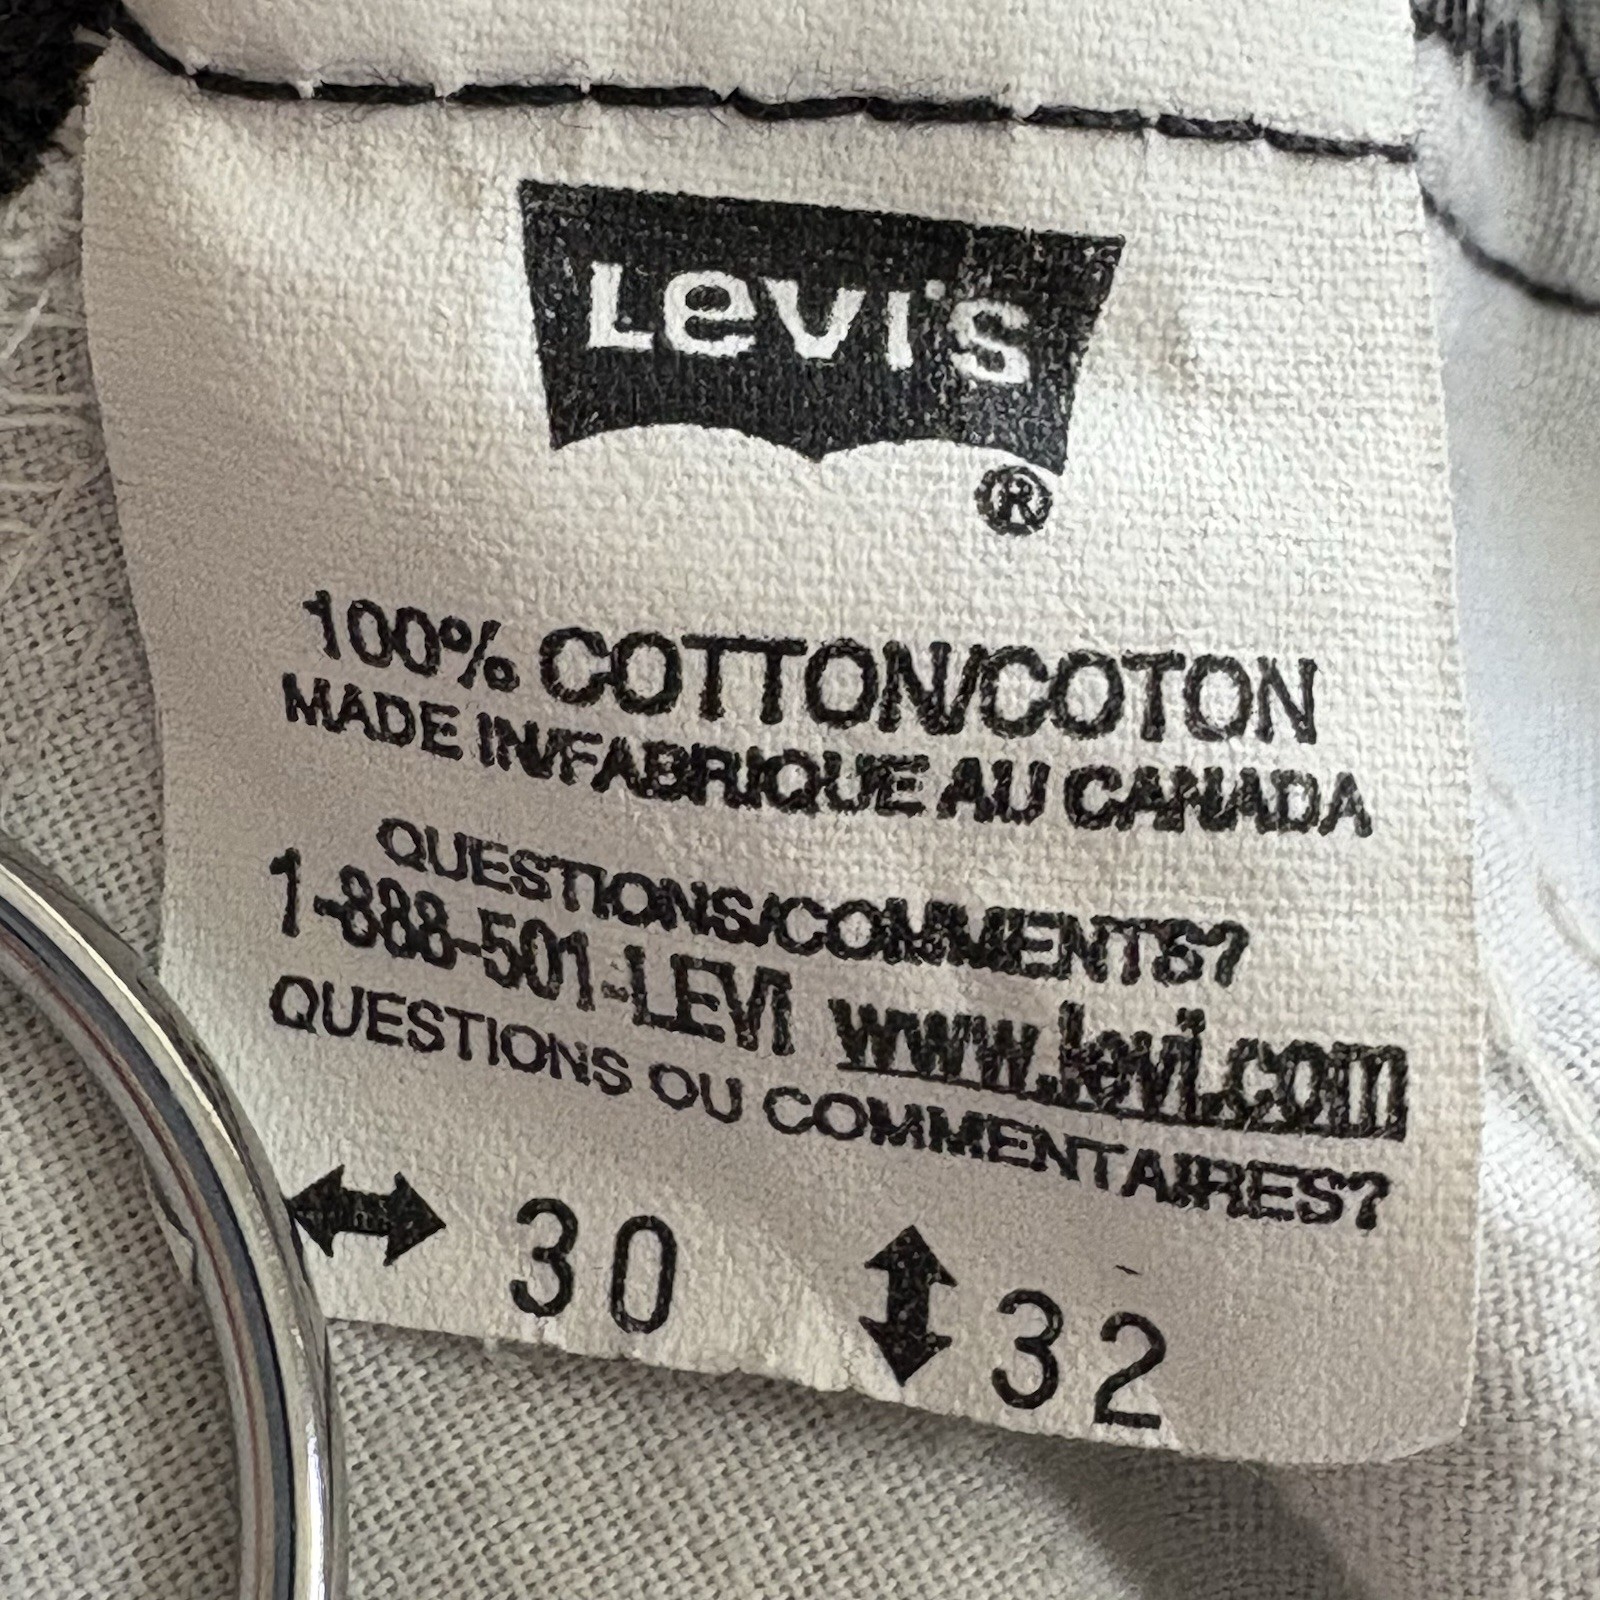 Levi's
®
100% COTTON/COTON
MADE IN/FABRIQUE AU CANADA
QUESTIONS/COMMENTS?
1-888-501-LEVI www.levi.com
QUESTIONS OU COMMENTAIRES?
30 32